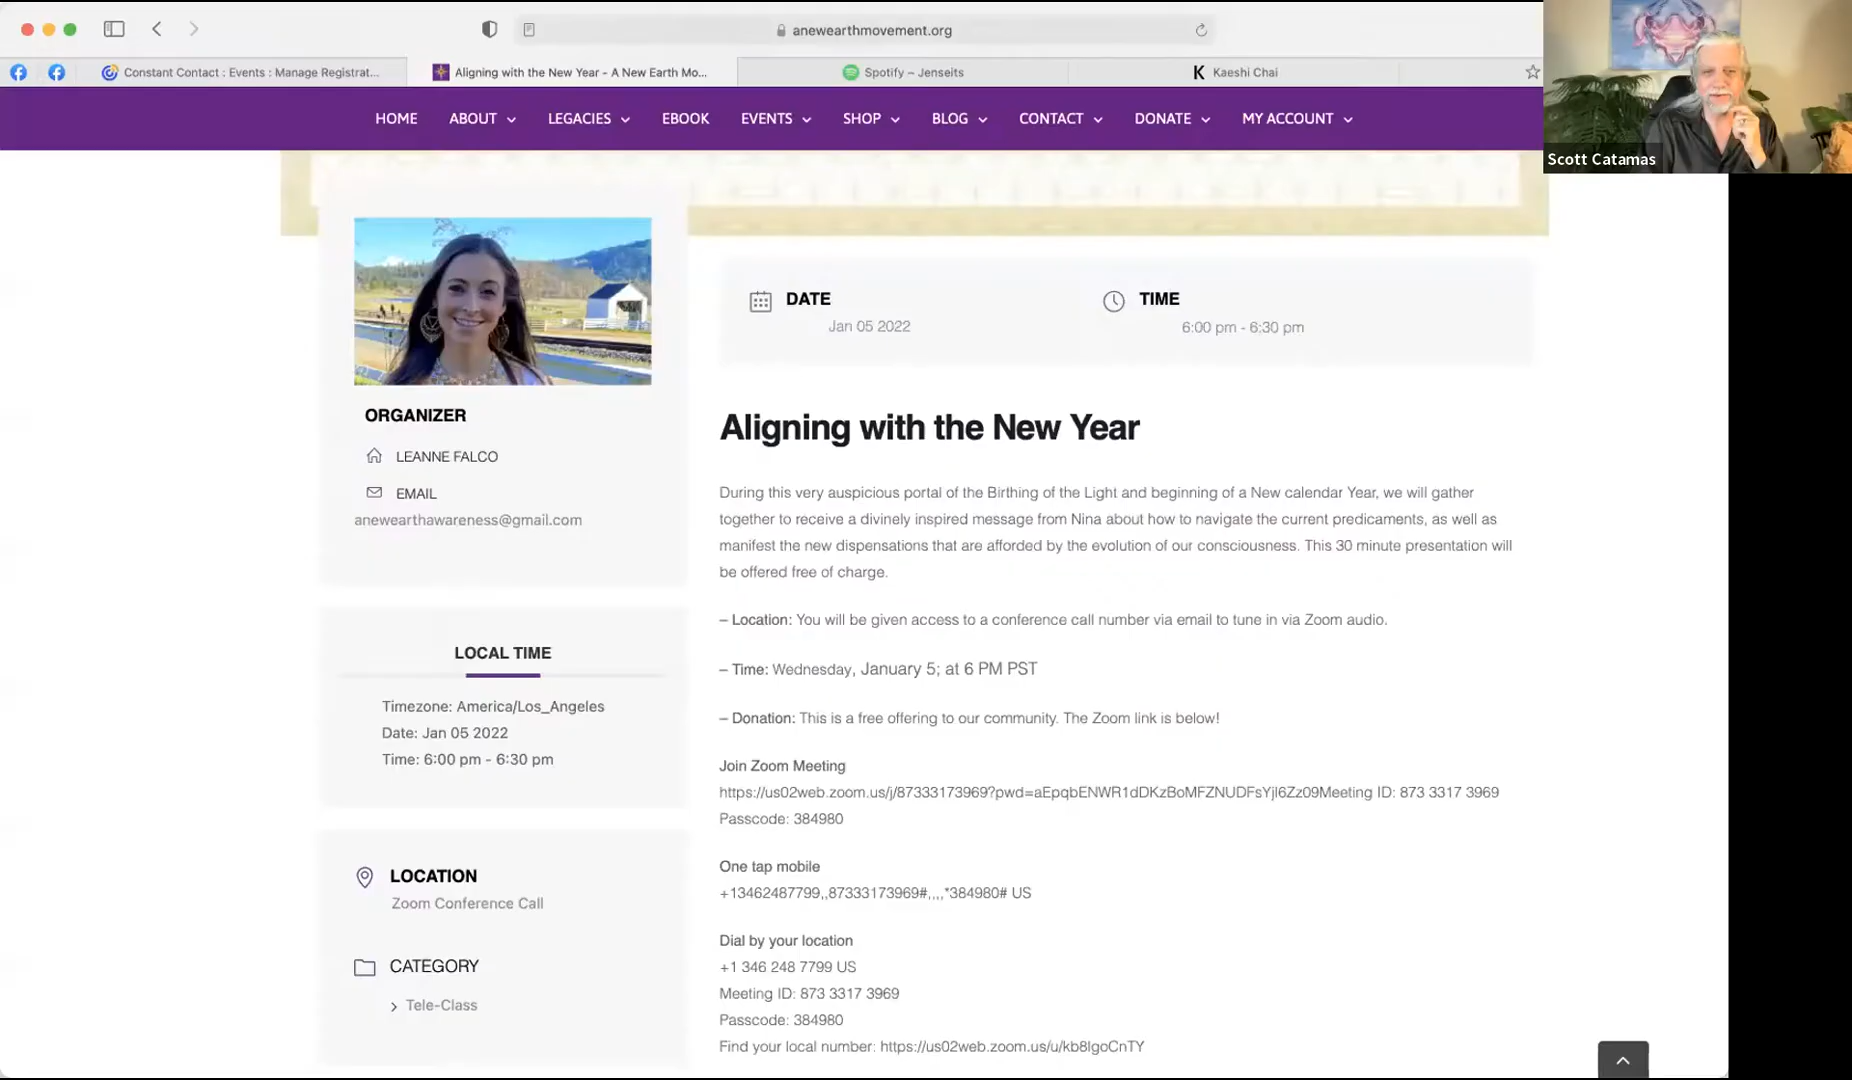 anewearthmovement.org
Constant Contact : Events : Manage Registrat...
Aligning with the New Year - A New Earth Mo...
Spotify – Jenseits
K Kaeshi Chai
HOME ABOUT LEGACIES EBOOK EVENTS SHOP BLOG CONTACT DONATE MY ACCOUNT
Scott Catamas
ORGANIZER
LEANNE FALCO
EMAIL
anewearthawareness@gmail.com
LOCAL TIME
Timezone: America/Los_Angeles
Date: Jan 05 2022
Time: 6:00 pm - 6:30 pm
LOCATION
Zoom Conference Call
CATEGORY
Tele-Class
DATE
Jan 05 2022
TIME
6:00 pm - 6:30 pm
Aligning with the New Year
During this very auspicious portal of the Birthing of the Light and beginning of a New calendar Year, we will gather
together to receive a divinely inspired message from Nina about how to navigate the current predicaments, as well as
manifest the new dispensations that are afforded by the evolution of our consciousness. This 30 minute presentation will
be offered free of charge.
– Location: You will be given access to a conference call number via email to tune in via Zoom audio.
– Time: Wednesday, January 5; at 6 PM PST
– Donation: This is a free offering to our community. The Zoom link is below!
Join Zoom Meeting
https://us02web.zoom.us/j/87333173969?pwd=aEpqbENWR1dDKzBoMFZNUDFsYjl6Zz09Meeting ID: 873 3317 3969
Passcode: 384980
One tap mobile
+13462487799,,87333173969#,,,,*384980# US
Dial by your location
+1 346 248 7799 US
Meeting ID: 873 3317 3969
Passcode: 384980
Find your local number: https://us02web.zoom.us/u/kb8IgoCnTY